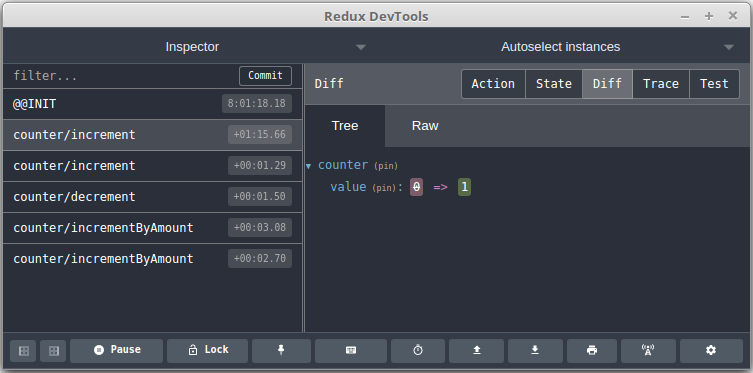 Redux DevTools
Inspector Autoselect instances
filter... Commit
@@INIT 8:01:18.18
counter/increment +01:15.66
counter/increment +00:01.29
counter/decrement +00:01.50
counter/incrementByAmount +00:03.08
counter/incrementByAmount +00:02.70
Diff Action State Diff Trace Test
Tree Raw
▼ counter (pin)
value (pin): 0 => 1
Pause Lock